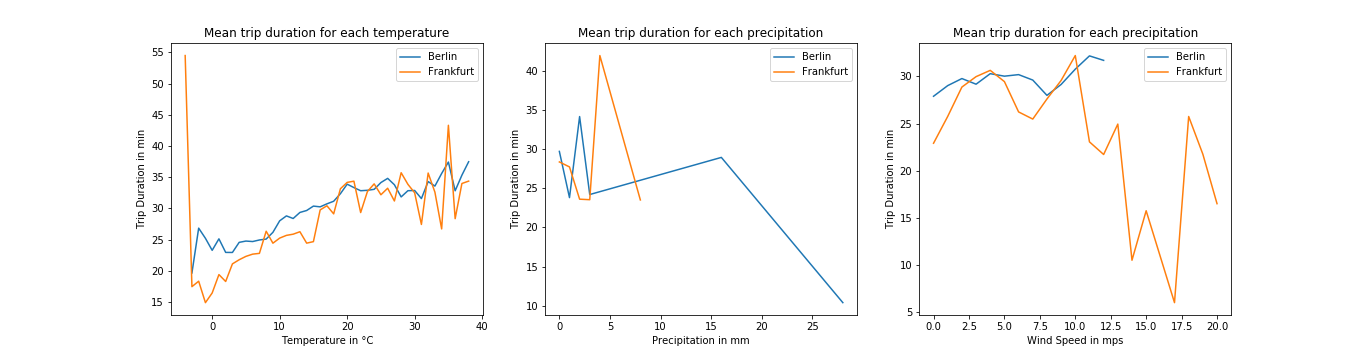 Mean trip duration for each temperature
55
50
45
40
35
30
25
20
15
Trip Duration in min
Berlin
Frankfurt
0
10
20
30
40
Temperature in °C
Mean trip duration for each precipitation
40
35
30
25
20
15
10
Trip Duration in min
Berlin
Frankfurt
0
5
10
15
20
25
Precipitation in mm
Mean trip duration for each precipitation
30
25
20
15
10
5
Trip Duration in min
Berlin
Frankfurt
0.0
2.5
5.0
7.5
10.0
12.5
15.0
17.5
20.0
Wind Speed in mps